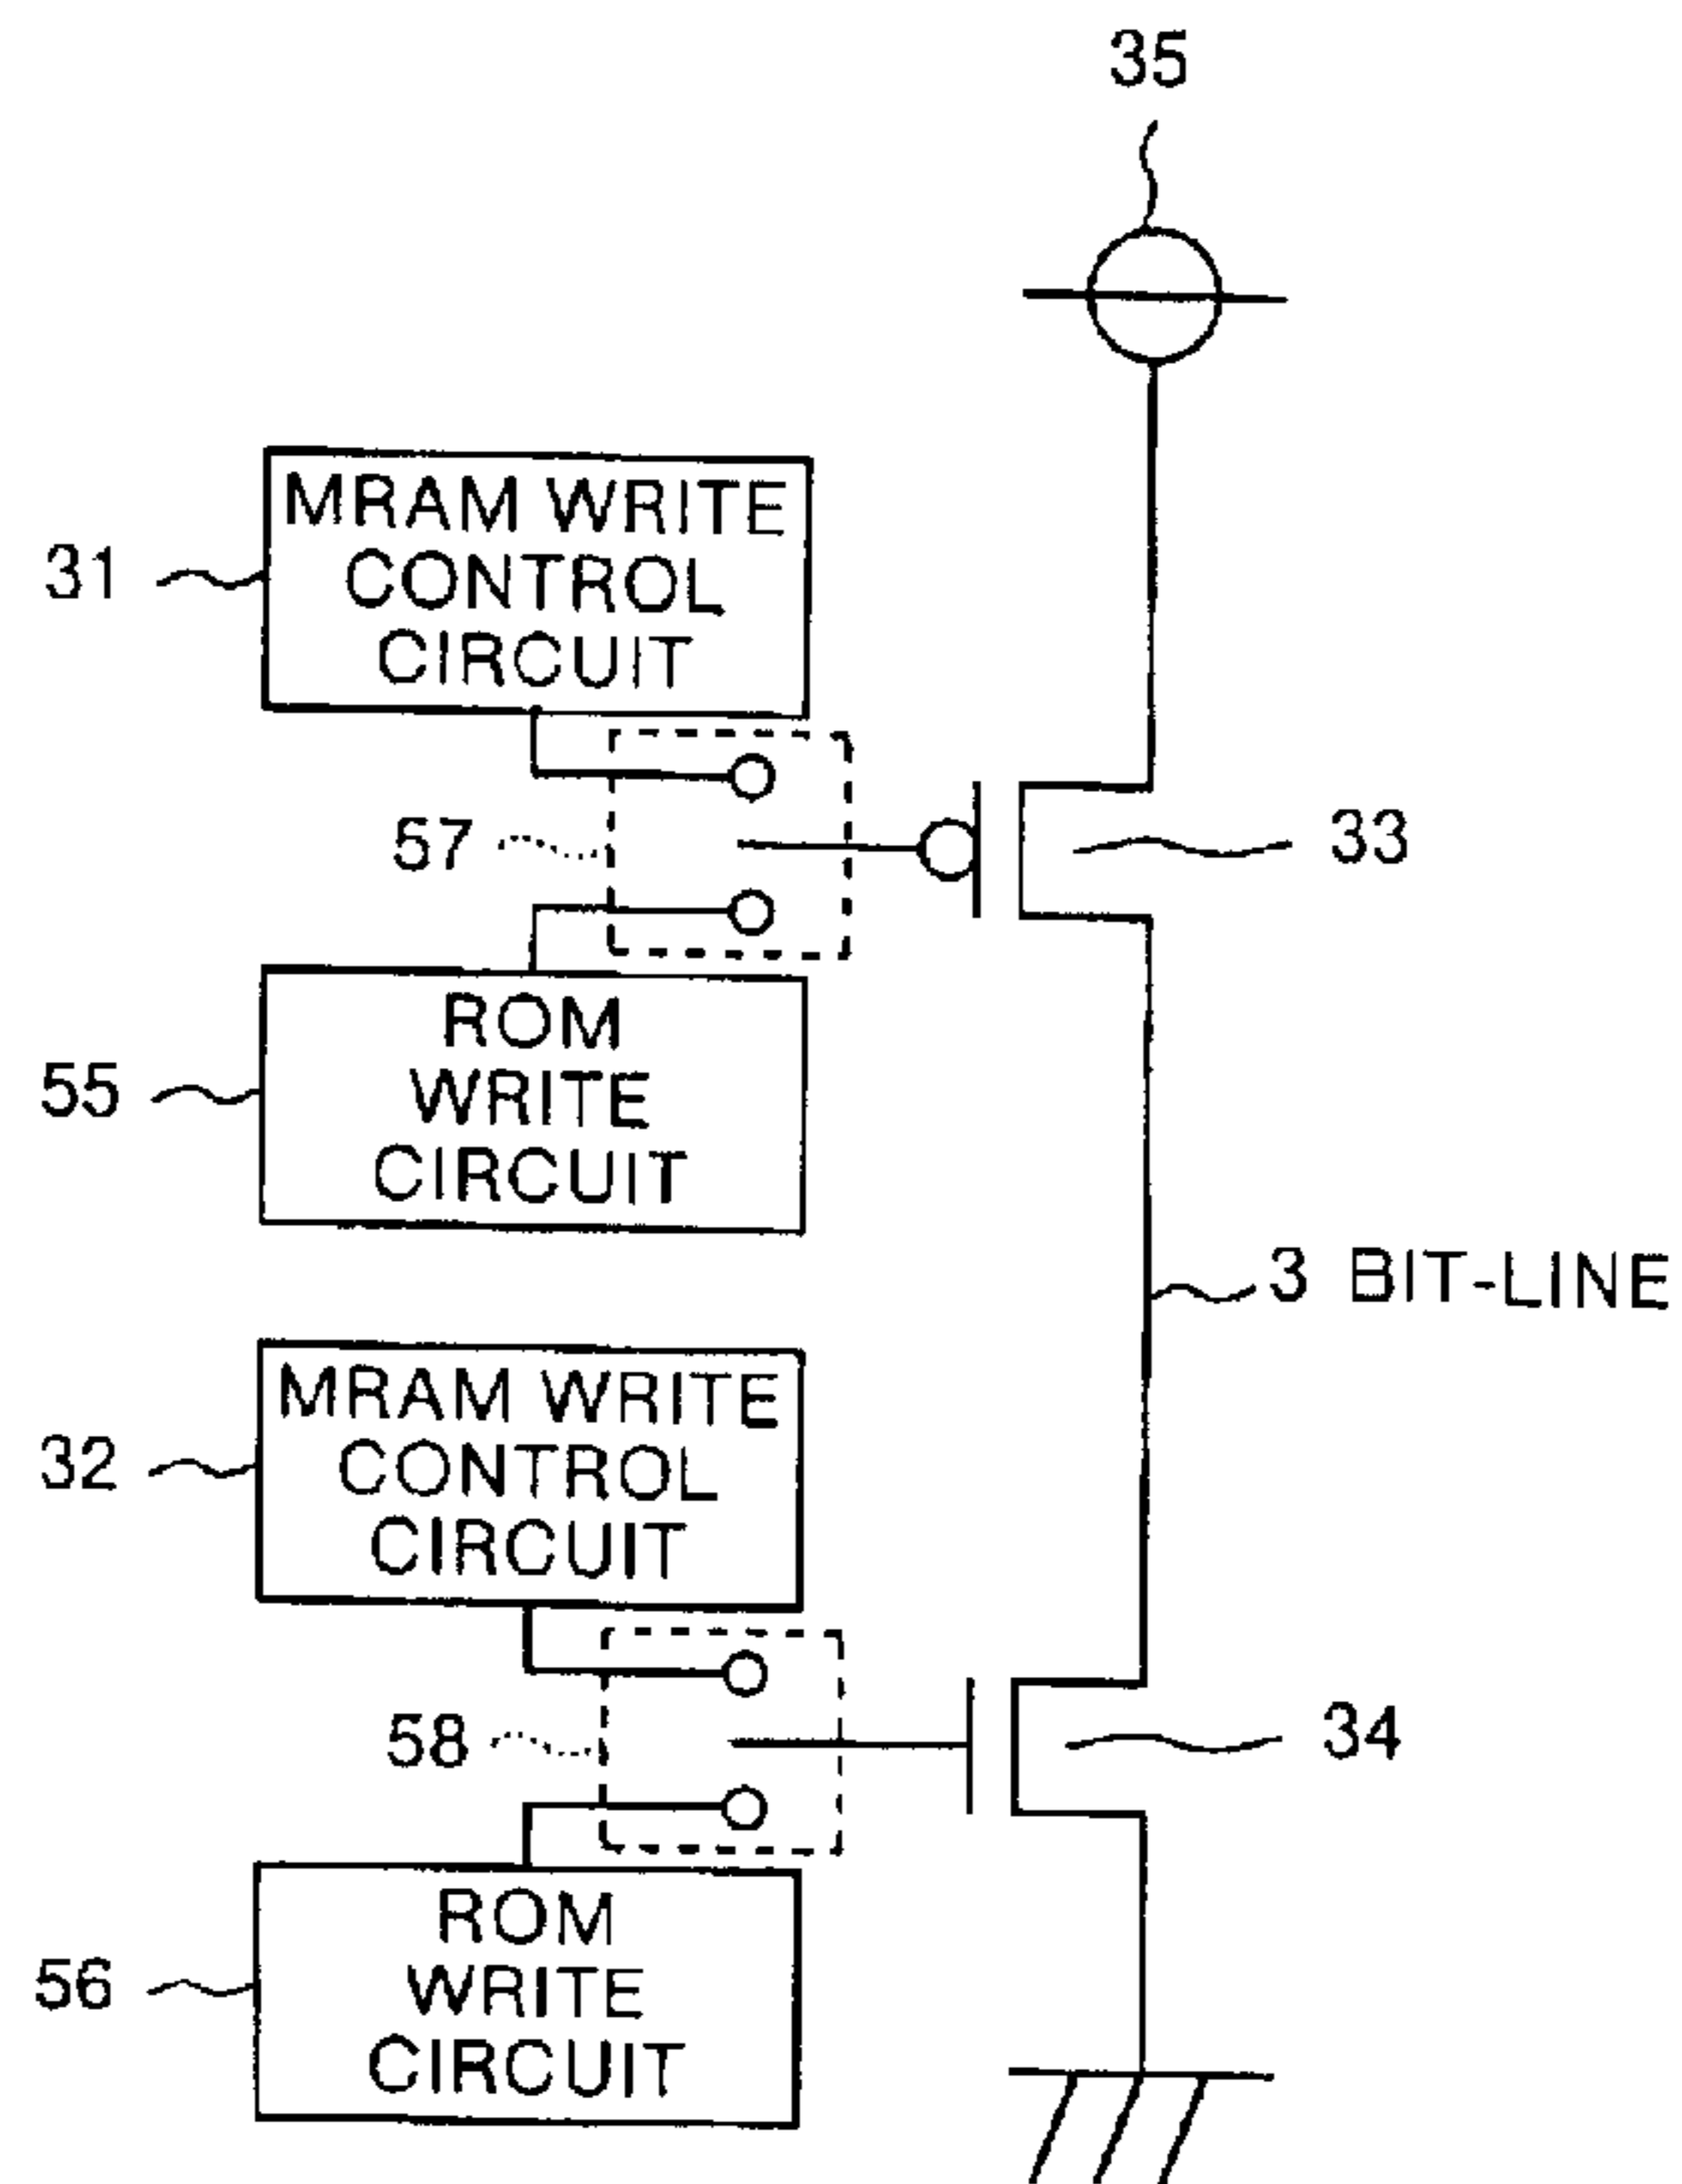 35
MRAM WRITE
CONTROL
CIRCUIT
31
57
33
ROM
WRITE
CIRCUIT
55
3 BIT-LINE
MRAM WRITE
CONTROL
CIRCUIT
32
58
34
ROM
WRITE
CIRCUIT
56